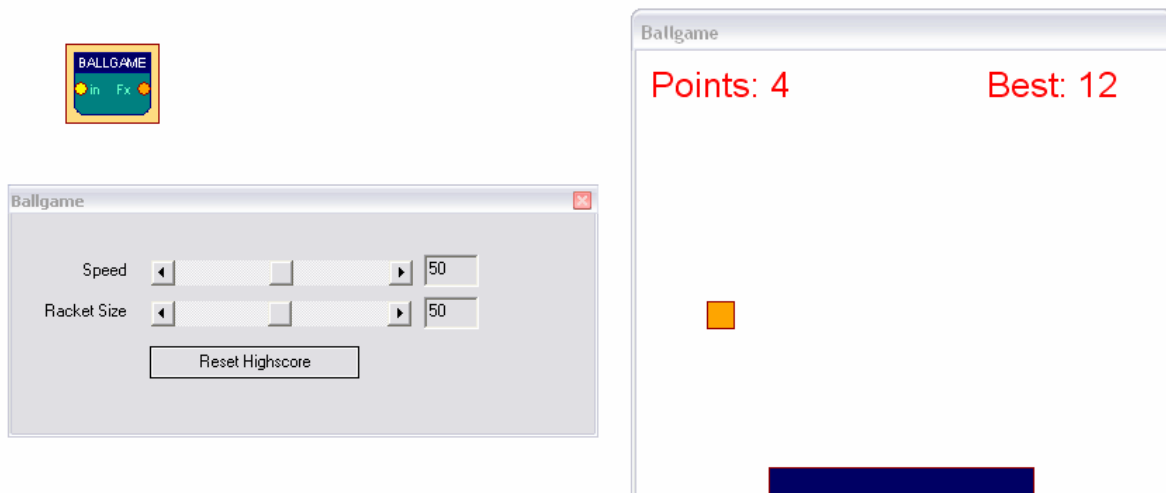 BALLGAME
in Fx
Ballgame
Speed 50
Racket Size 50
Reset Highscore
Ballgame
Points: 4 Best: 12